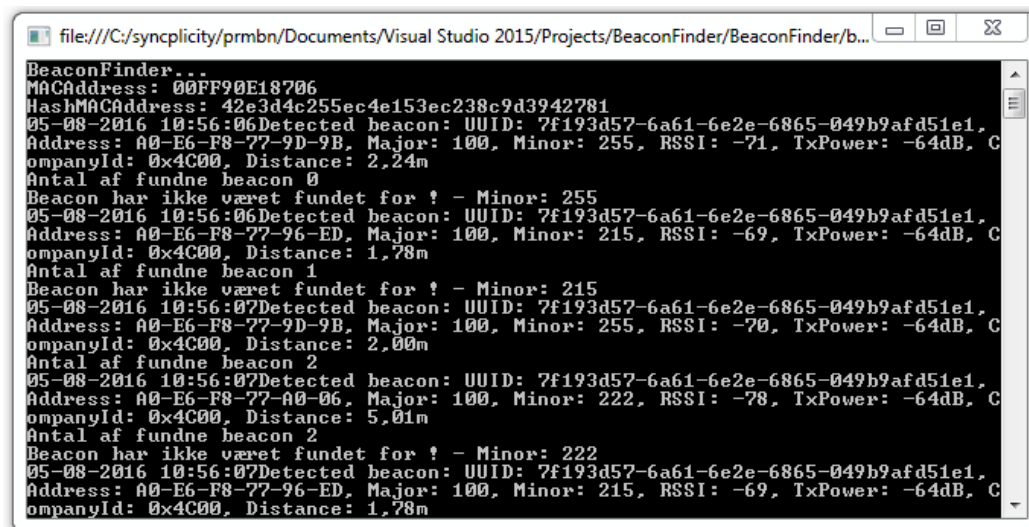 file:///C:/syncplicity/prmbn/Documents/Visual Studio 2015/Projects/BeaconFinder/BeaconFinder/b...
BeaconFinder...
MACAddress: 00FF90E18706
HashMACAddress: 42e3d4c255ec4e153ec238c9d3942781
05-08-2016 10:56:06Detected beacon: UUID: 7f193d57-6a61-6e2e-6865-049b9afd51e1,
Address: A0-E6-F8-77-9D-9B, Major: 100, Minor: 255, RSSI: -71, TxPower: -64dB, C
ompanyId: 0x4C00, Distance: 2,24m
Antal af fundne beacon 0
Beacon har ikke været fundet for ! - Minor: 255
05-08-2016 10:56:06Detected beacon: UUID: 7f193d57-6a61-6e2e-6865-049b9afd51e1,
Address: A0-E6-F8-77-96-ED, Major: 100, Minor: 215, RSSI: -69, TxPower: -64dB, C
ompanyId: 0x4C00, Distance: 1,78m
Antal af fundne beacon 1
Beacon har ikke været fundet for ! - Minor: 215
05-08-2016 10:56:07Detected beacon: UUID: 7f193d57-6a61-6e2e-6865-049b9afd51e1,
Address: A0-E6-F8-77-9D-9B, Major: 100, Minor: 255, RSSI: -70, TxPower: -64dB, C
ompanyId: 0x4C00, Distance: 2,00m
Antal af fundne beacon 2
05-08-2016 10:56:07Detected beacon: UUID: 7f193d57-6a61-6e2e-6865-049b9afd51e1,
Address: A0-E6-F8-77-A0-06, Major: 100, Minor: 222, RSSI: -78, TxPower: -64dB, C
ompanyId: 0x4C00, Distance: 5,01m
Antal af fundne beacon 2
Beacon har ikke været fundet for ! - Minor: 222
05-08-2016 10:56:07Detected beacon: UUID: 7f193d57-6a61-6e2e-6865-049b9afd51e1,
Address: A0-E6-F8-77-96-ED, Major: 100, Minor: 215, RSSI: -69, TxPower: -64dB, C
ompanyId: 0x4C00, Distance: 1,78m